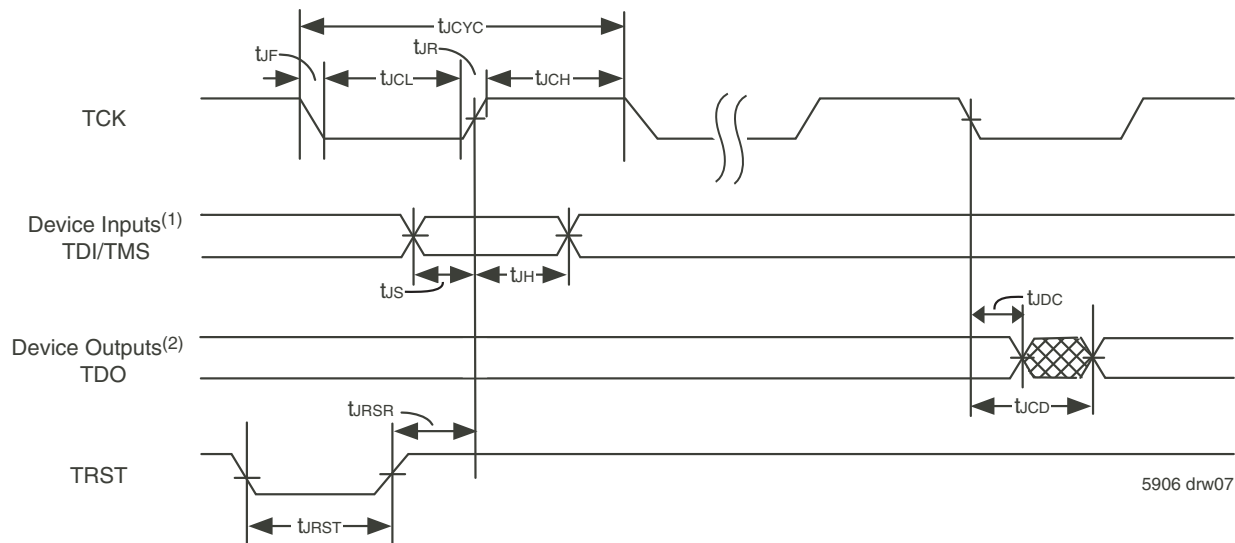 tJCYC
tJF
tJR
tJCL
tJCH
TCK
Device Inputs(1)
TDI/TMS
tJS
tJH
tJDC
Device Outputs(2)
TDO
tJCD
tJRSR
TRST
tJRST
5906 drw07